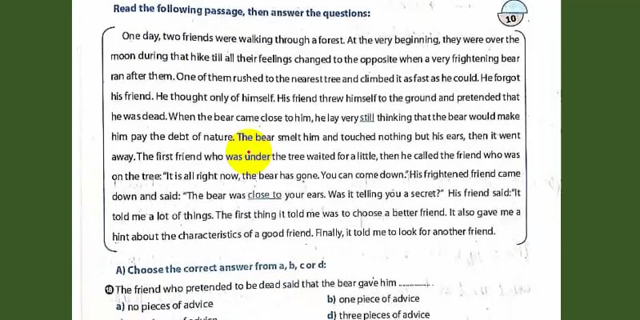 Read the following passage, then answer the questions:
10
One day, two friends were walking through a forest. At the very beginning, they were over the
moon during that hike till all their feelings changed to the opposite when a very frightening bear
ran after them. One of them rushed to the nearest tree and climbed it as fast as he could. He forgot
his friend. He thought only of himself. His friend threw himself to the ground and pretended that
he was dead. When the bear came close to him, he lay very still thinking that the bear would make
him pay the debt of nature. The bear smelt him and touched nothing but his ears, then it went
away. The first friend who was under the tree waited for a little, then he called the friend who was
on the tree: "It is all right now, the bear has gone. You can come down." His frightened friend came
down and said: "The bear was close to your ears. Was it telling you a secret?" His friend said: "It
told me a lot of things. The first thing it told me was to choose a better friend. It also gave me a
hint about the characteristics of a good friend. Finally, it told me to look for another friend.
A) Choose the correct answer from a, b, c or d:
The friend who pretended to be dead said that the bear gave him ..........
a) no pieces of advice b) one piece of advice
d) three pieces of advice